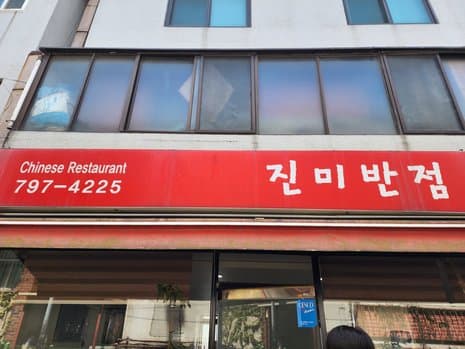 Chinese Restaurant
797-4225
진미반점